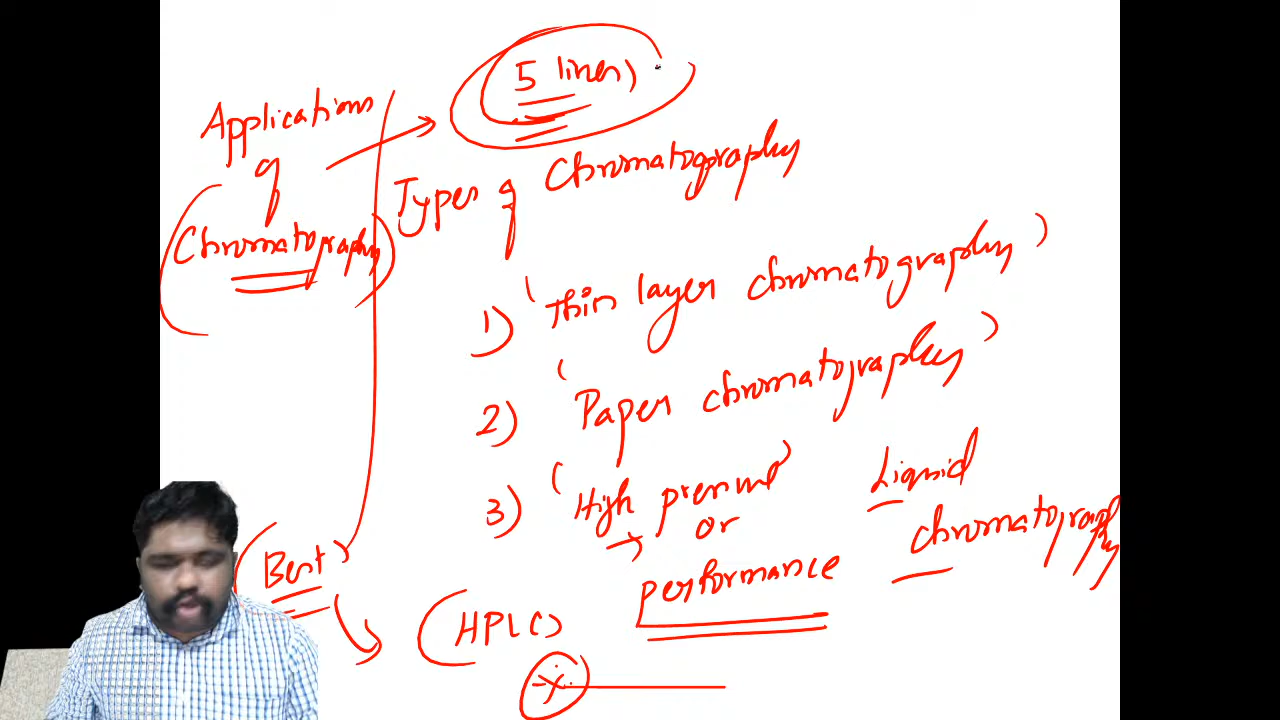 5 lines)
Applications
of
(Chromatography)
Types of Chromatography
1) "Thin layer chromatography"
2) "Paper chromatography"
3) "High pressure" Liquid
or chromatography
performance
(Best)
(HPLC)